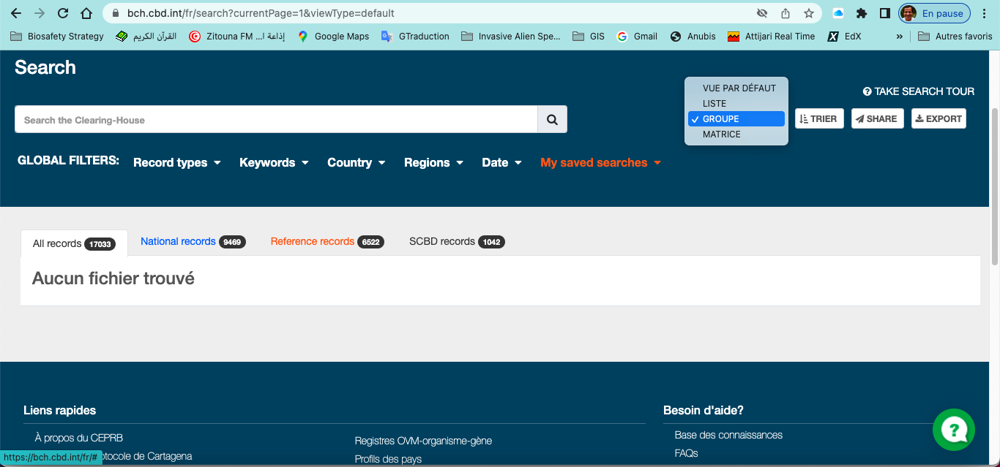 bch.cbd.int/fr/search?currentPage=1&viewType=default
En pause
Biosafety Strategy
القرآن الكريم
Zitouna FM ... إذاعة ا
Google Maps
GTraduction
Invasive Alien Spe...
GIS
Gmail
Anubis
Attijari Real Time
EdX
»
Autres favoris
Search
VUE PAR DÉFAUT
LISTE
✓ GROUPE
MATRICE
TAKE SEARCH TOUR
Search the Clearing-House
TRIER
SHARE
EXPORT
GLOBAL FILTERS:
Record types
Keywords
Country
Regions
Date
My saved searches
All records 17033
National records 9469
Reference records 6522
SCBD records 1042
Aucun fichier trouvé
Liens rapides
Besoin d'aide?
À propos du CEPRB
Registres OVM-organisme-gène
Base des connaissances
otocole de Cartagena
Profils des pays
FAQs
https://bch.cbd.int/fr/#